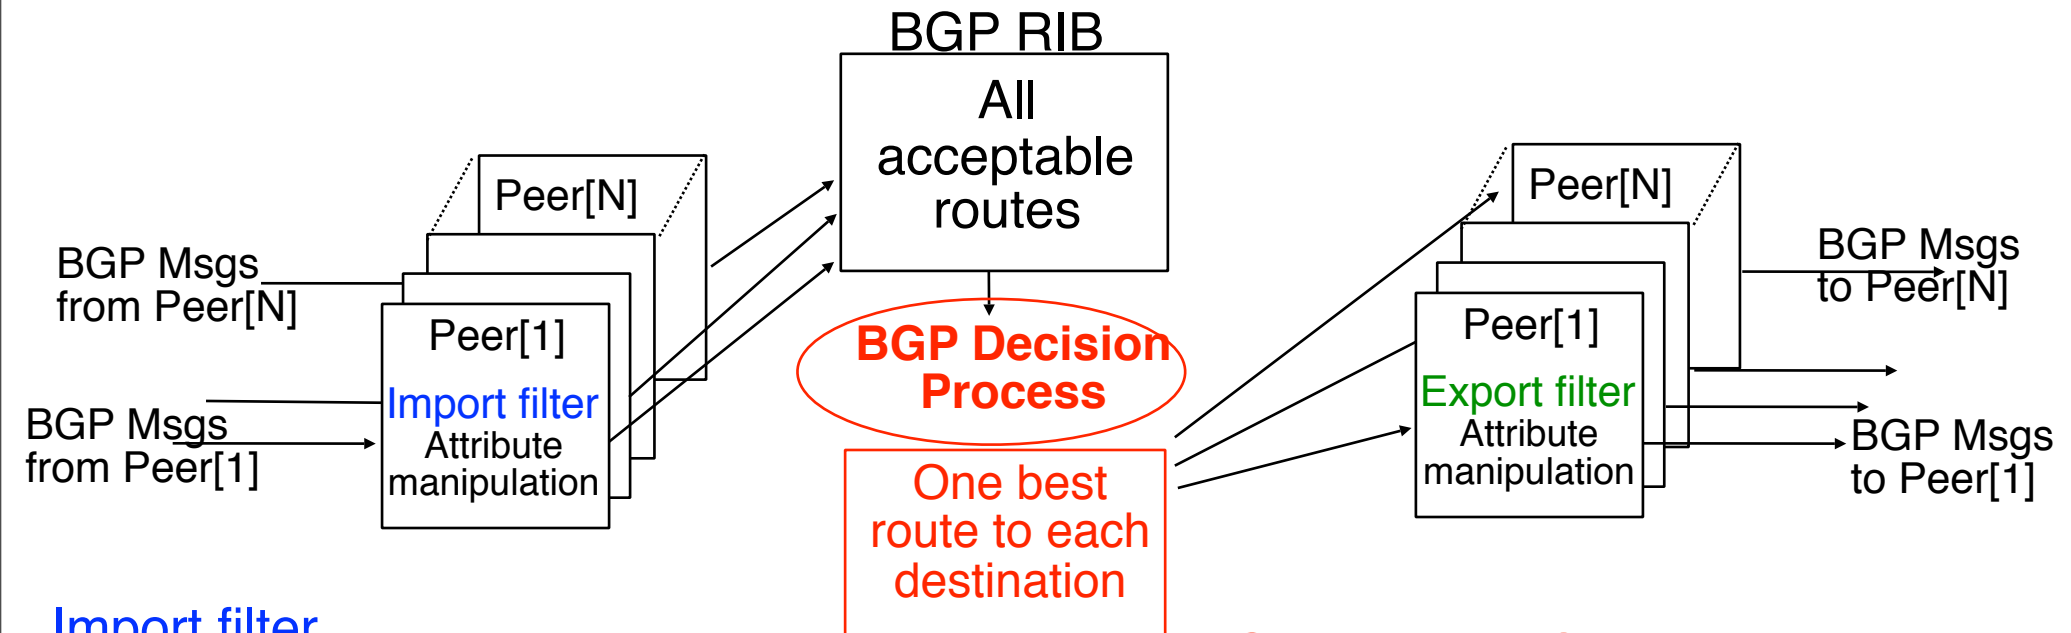 BGP RIB
All
acceptable
routes
Peer[N]
BGP Msgs
from Peer[N]
Peer[1]
Import filter
Attribute
manipulation
BGP Msgs
from Peer[1]
BGP Decision
Process
One best
route to each
destination
Peer[N]
BGP Msgs
to Peer[N]
Peer[1]
Export filter
Attribute
manipulation
BGP Msgs
to Peer[1]
Import filter